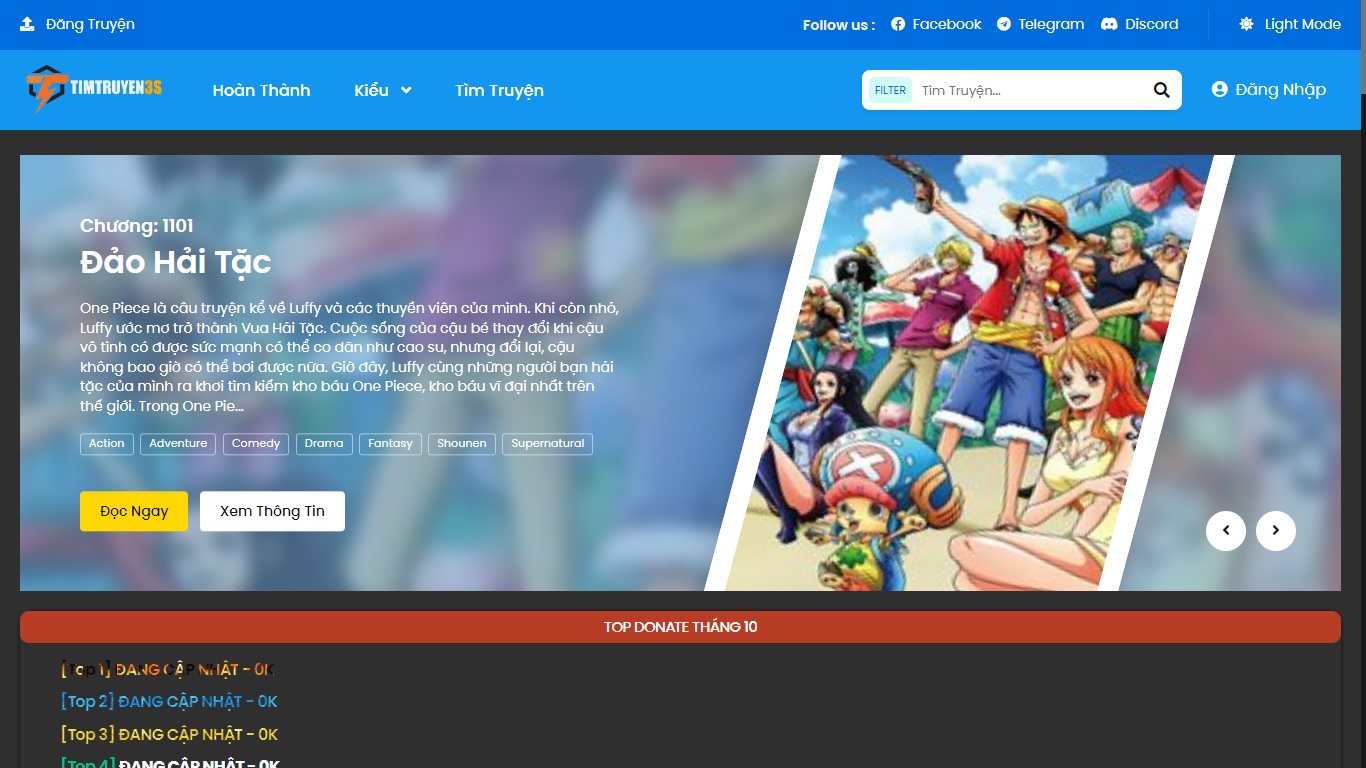 Đăng Truyện
Follow us : Facebook Telegram Discord Light Mode
TIMTRUYEN3S
Hoàn Thành Kiểu Tìm Truyện
FILTER Tìm Truyện... Đăng Nhập
Chương: 1101
Đảo Hải Tặc
One Piece là câu truyện kể về Luffy và các thuyền viên của mình. Khi còn nhỏ,
Luffy ước mơ trở thành Vua Hải Tặc. Cuộc sống của cậu bé thay đổi khi cậu
vô tình có được sức mạnh có thể co dãn như cao su, nhưng đổi lại, cậu
không bao giờ có thể bơi được nữa. Giờ đây, Luffy cùng những người bạn hải
tặc của mình ra khơi tìm kiếm kho báu One Piece, kho báu vĩ đại nhất trên
thế giới. Trong One Pie...
Action Adventure Comedy Drama Fantasy Shounen Supernatural
Đọc Ngay Xem Thông Tin
TOP DONATE THÁNG 10
[Top 1] ĐANG CẬP NHẬT - 0K
[Top 2] ĐANG CẬP NHẬT - 0K
[Top 3] ĐANG CẬP NHẬT - 0K
[Top 4] ĐANG CẬP NHẬT - 0K